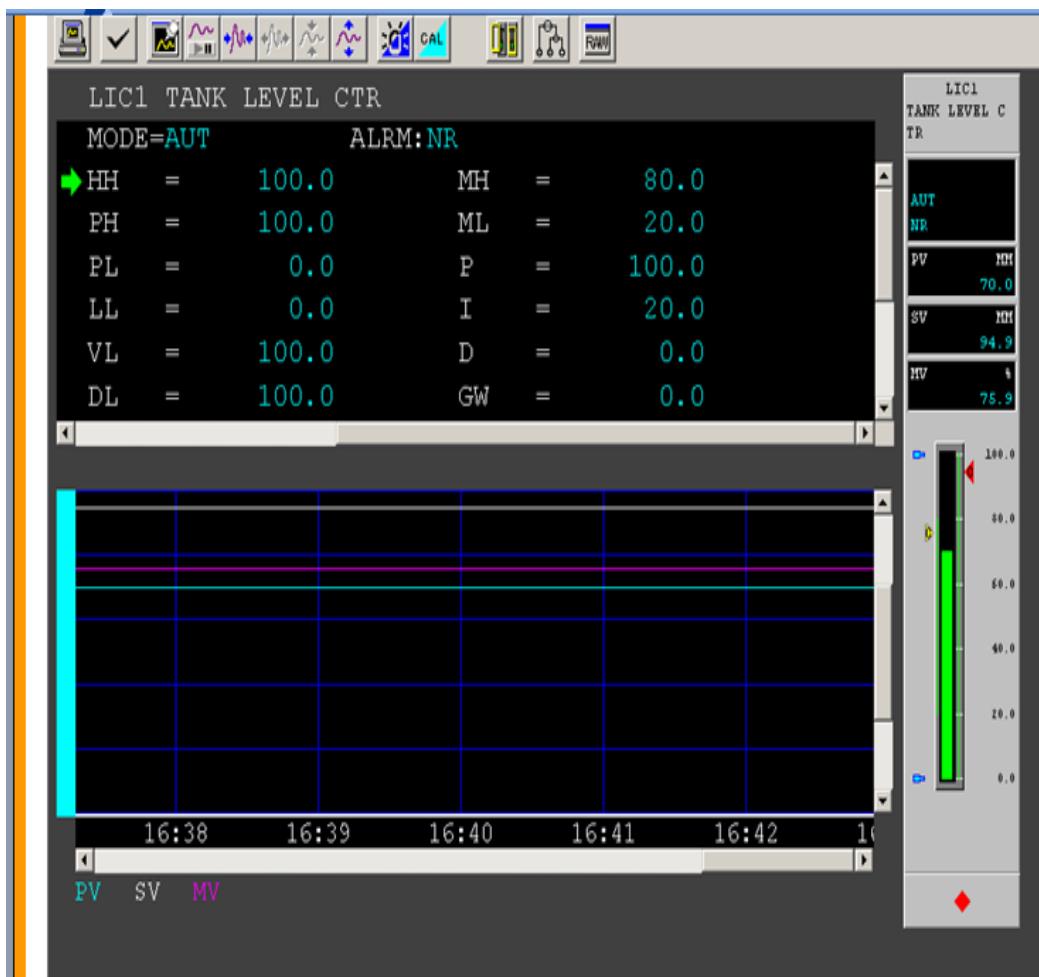 CAL
RAW
LIC1 TANK LEVEL CTR
MODE=AUT ALRM:NR
HH = 100.0 MH = 80.0
PH = 100.0 ML = 20.0
PL = 0.0 P = 100.0
LL = 0.0 I = 20.0
VL = 100.0 D = 0.0
DL = 100.0 GW = 0.0
16:38 16:39 16:40 16:41 16:42 1
PV SV MV
LIC1
TANK LEVEL C
TR
AUT
NR
PV MM
70.0
SV MM
94.9
MV %
75.9
100.0
80.0
60.0
40.0
20.0
0.0